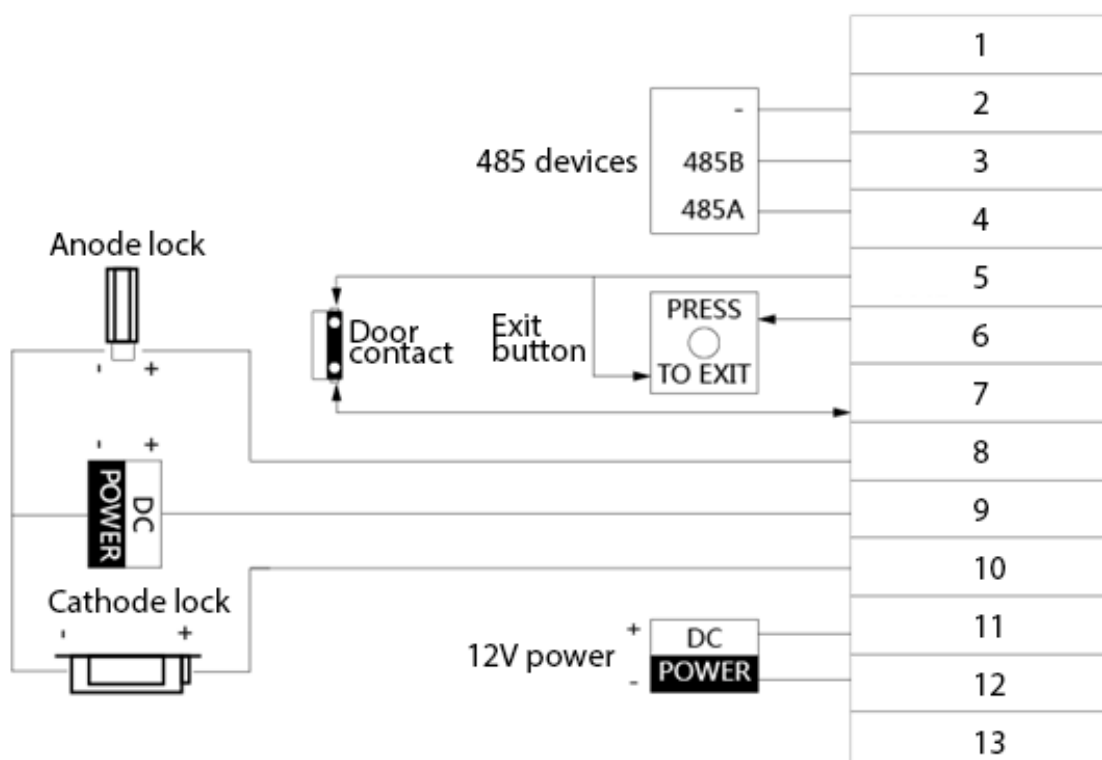 1
-
2
485 devices
485B
3
485A
4
Anode lock
5
PRESS
Door
contact
Exit
button
6
TO EXIT
- +
7
- +
8
POWER
DC
9
10
Cathode lock
- +
+
DC
11
12V power
-
POWER
12
13